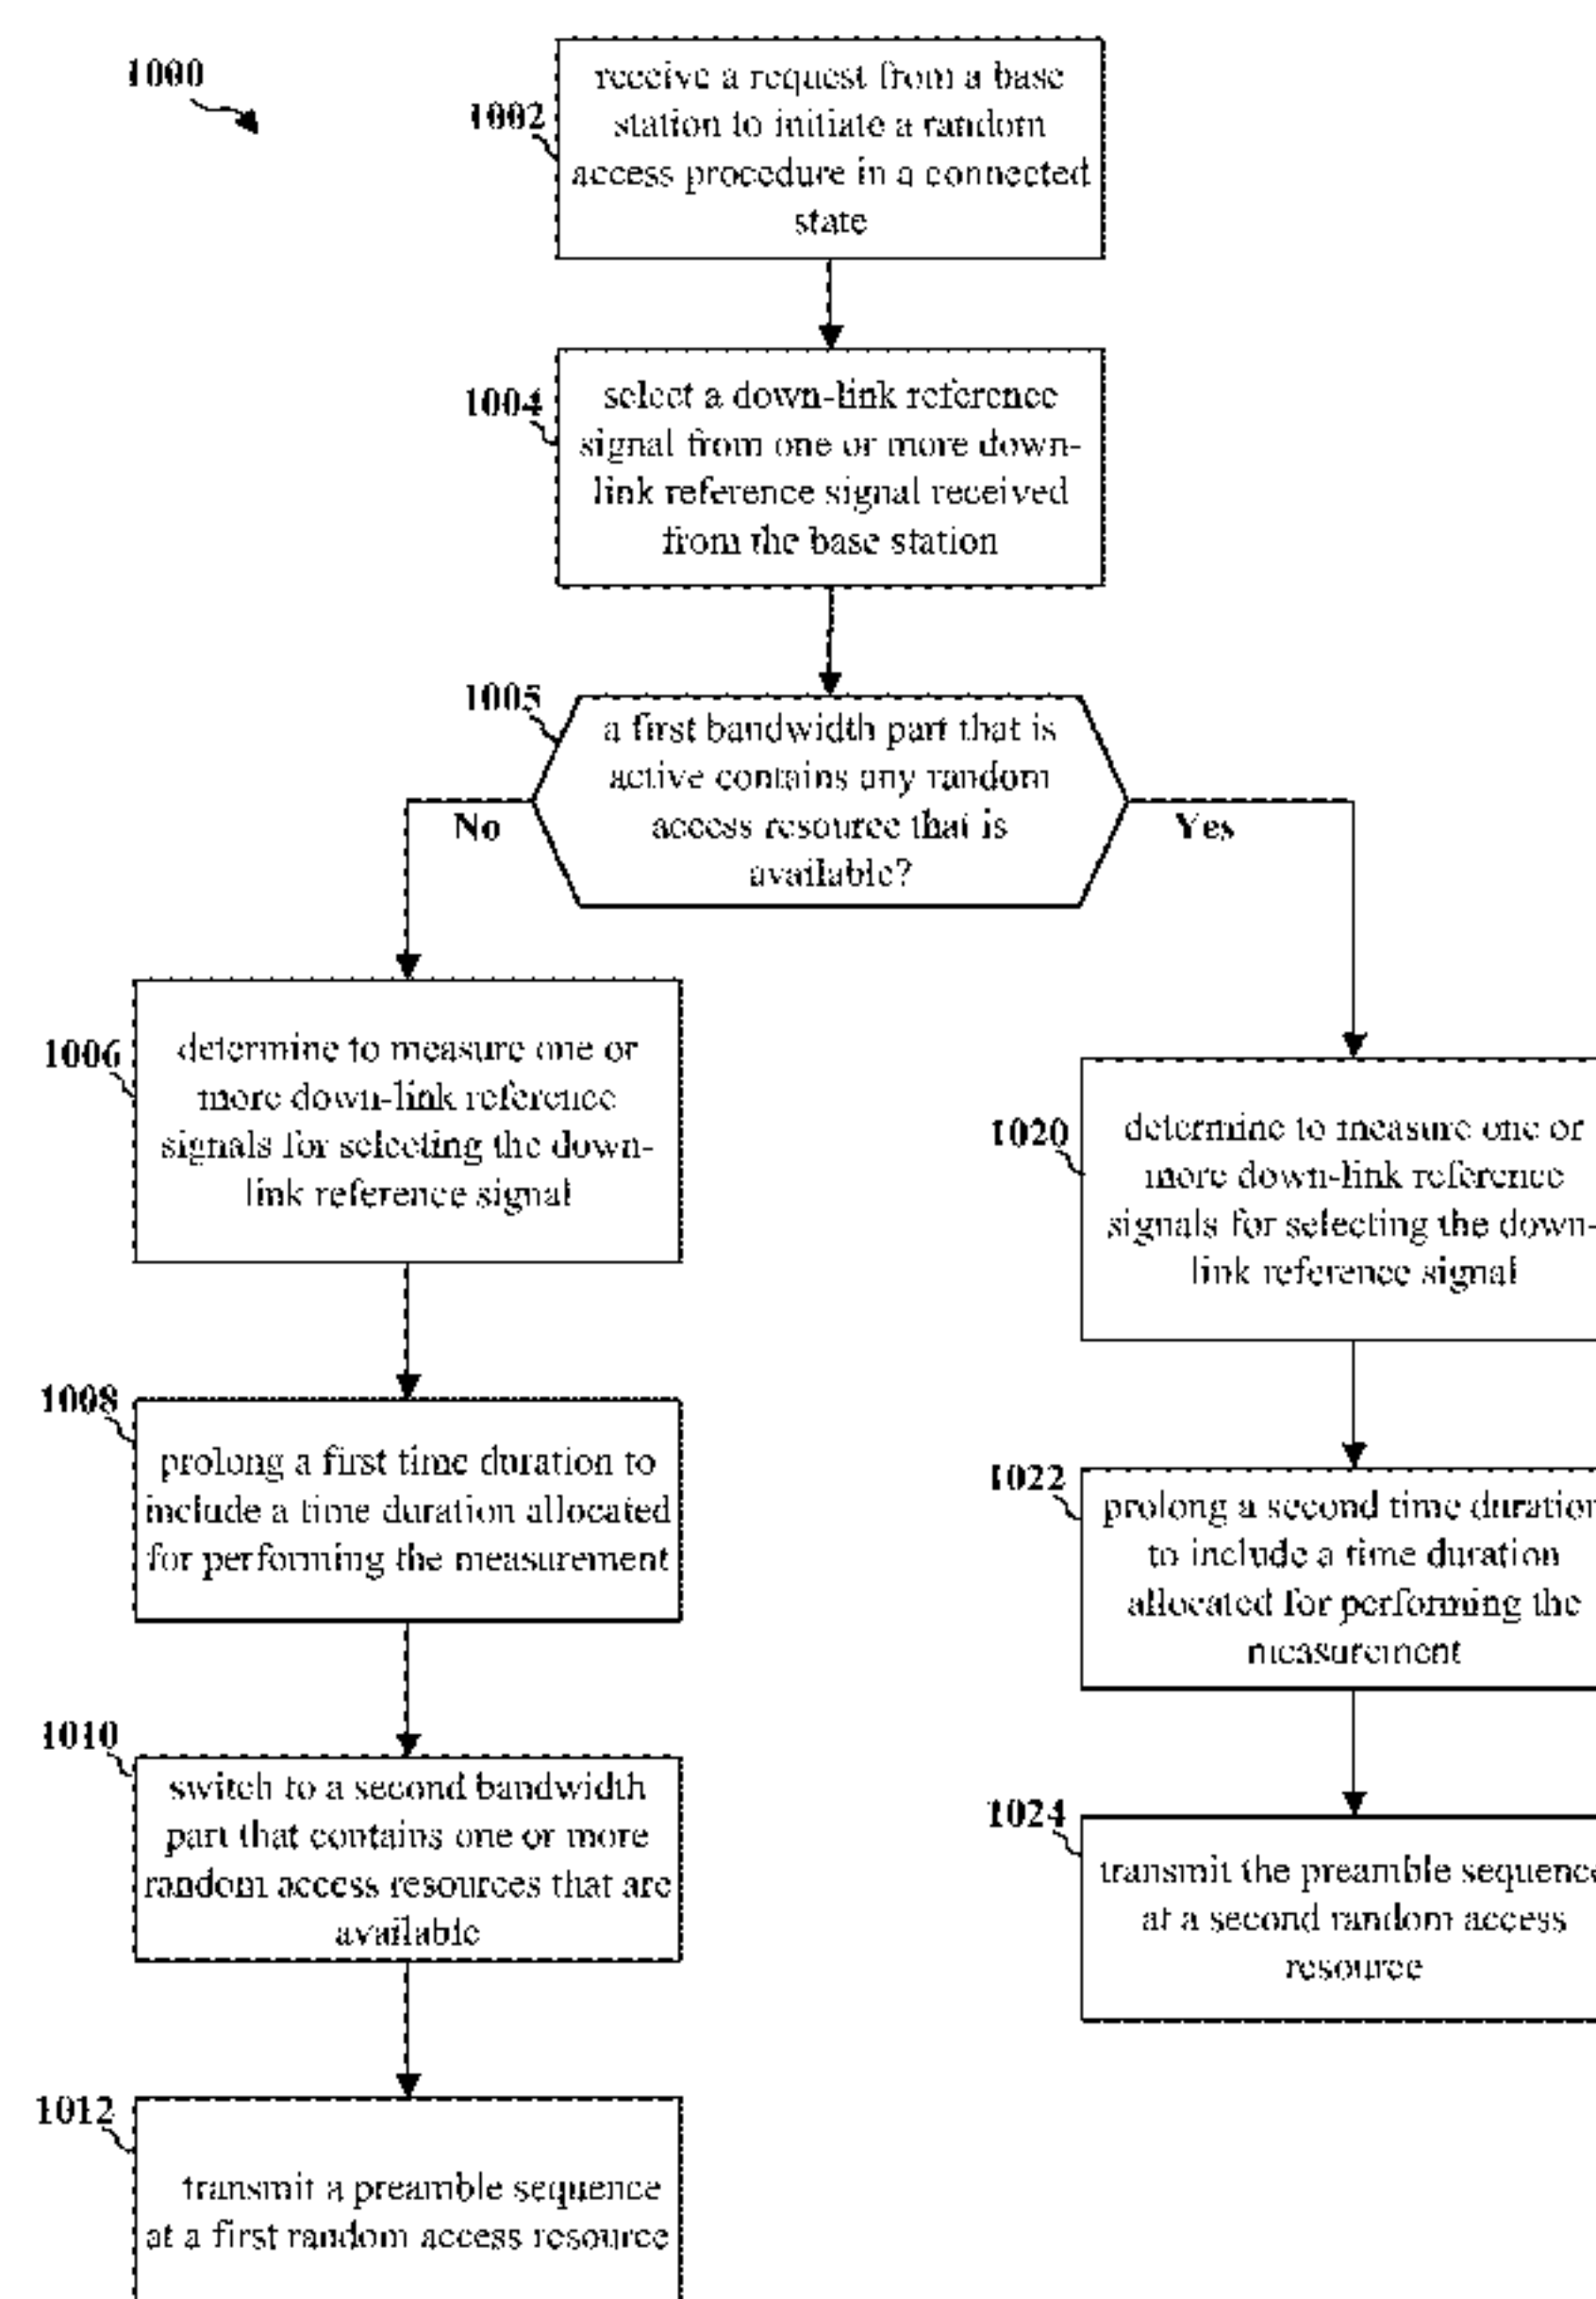 1000
1002
receive a request from a base
station to initiate a random
access procedure in a connected
state
1004
select a down-link reference
signal from one or more down-
link reference signal received
from the base station
1005
a first bandwidth part that is
active contains any random
access resource that is
available?
No
Yes
1006
determine to measure one or
more down-link reference
signals for selecting the down-
link reference signal
1008
prolong a first time duration to
include a time duration allocated
for performing the measurement
1010
switch to a second bandwidth
part that contains one or more
random access resources that are
available
1012
transmit a preamble sequence
at a first random access resource
1020
determine to measure one or
more down-link reference
signals for selecting the down-
link reference signal
1022
prolong a second time duration
to include a time duration
allocated for performing the
measurement
1024
transmit the preamble sequence
at a second random access
resource